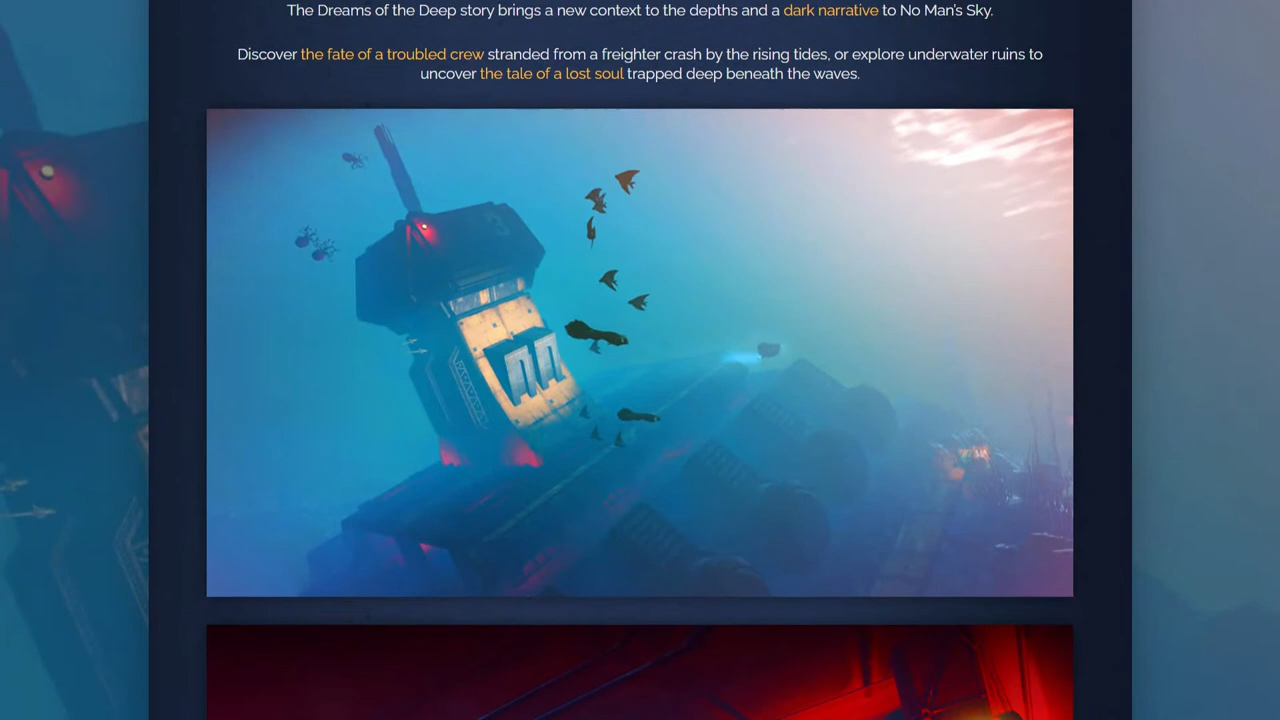 The Dreams of the Deep story brings a new context to the depths and a dark narrative to No Man's Sky.
Discover the fate of a troubled crew stranded from a freighter crash by the rising tides, or explore underwater ruins to
uncover the tale of a lost soul trapped deep beneath the waves.